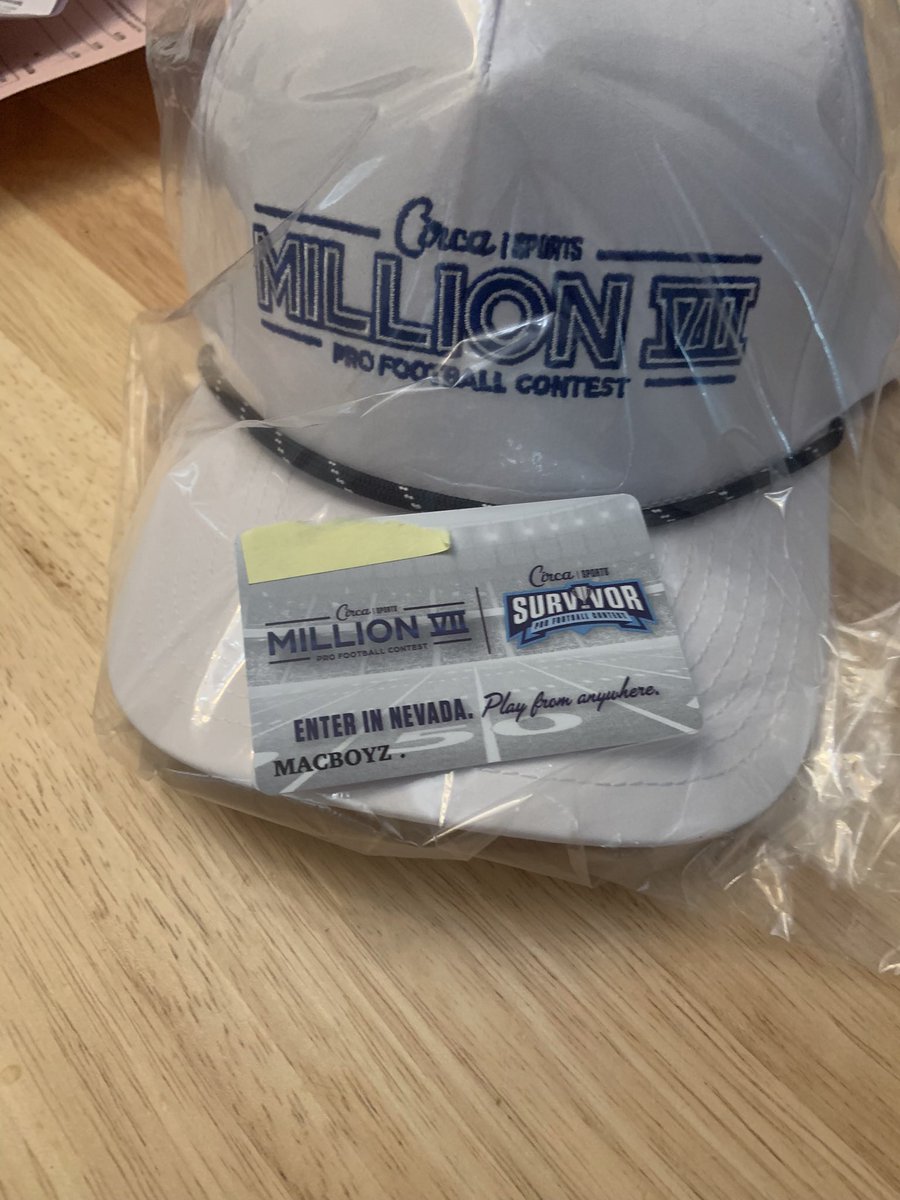 Circa | SPORTS
MILLION VII
PRO FOOTBALL CONTEST
Circa | SPORTS
MILLION VII
PRO FOOTBALL CONTEST
Circa | SPORTS
SURVIVOR
PRO FOOTBALL CONTEST
ENTER IN NEVADA. Play from anywhere.
50
MACBOYZ .